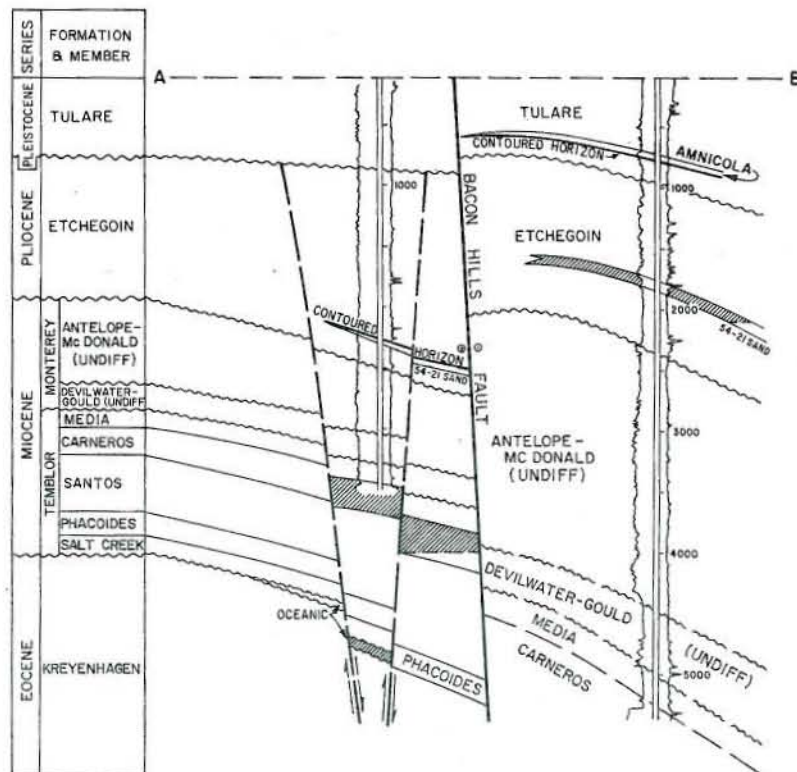 SERIES
FORMATION
& MEMBER
A
B
PLEISTOCENE
TULARE
PLIOCENE
ETCHEGOIN
MIOCENE
MONTEREY
ANTELOPE-
MC DONALD
(UNDIFF)
DEVILWATER-
GOULD (UNDIFF
TEMBLOR
MEDIA
CARNEROS
SANTOS
PHACOIDES
SALT CREEK
EOCENE
KREYENHAGEN
1000
CONTOURED
HORIZON
54-21 SAND
OCEANIC
PHACOIDES
BACON HILLS FAULT
TULARE
CONTOURED HORIZON
AMNICOLA
1000
ETCHEGOIN
2000
54-21 SAND
3000
ANTELOPE-
MC DONALD
(UNDIFF)
4000
DEVILWATER-GOULD
(UNDIFF)
MEDIA
CARNEROS
5000